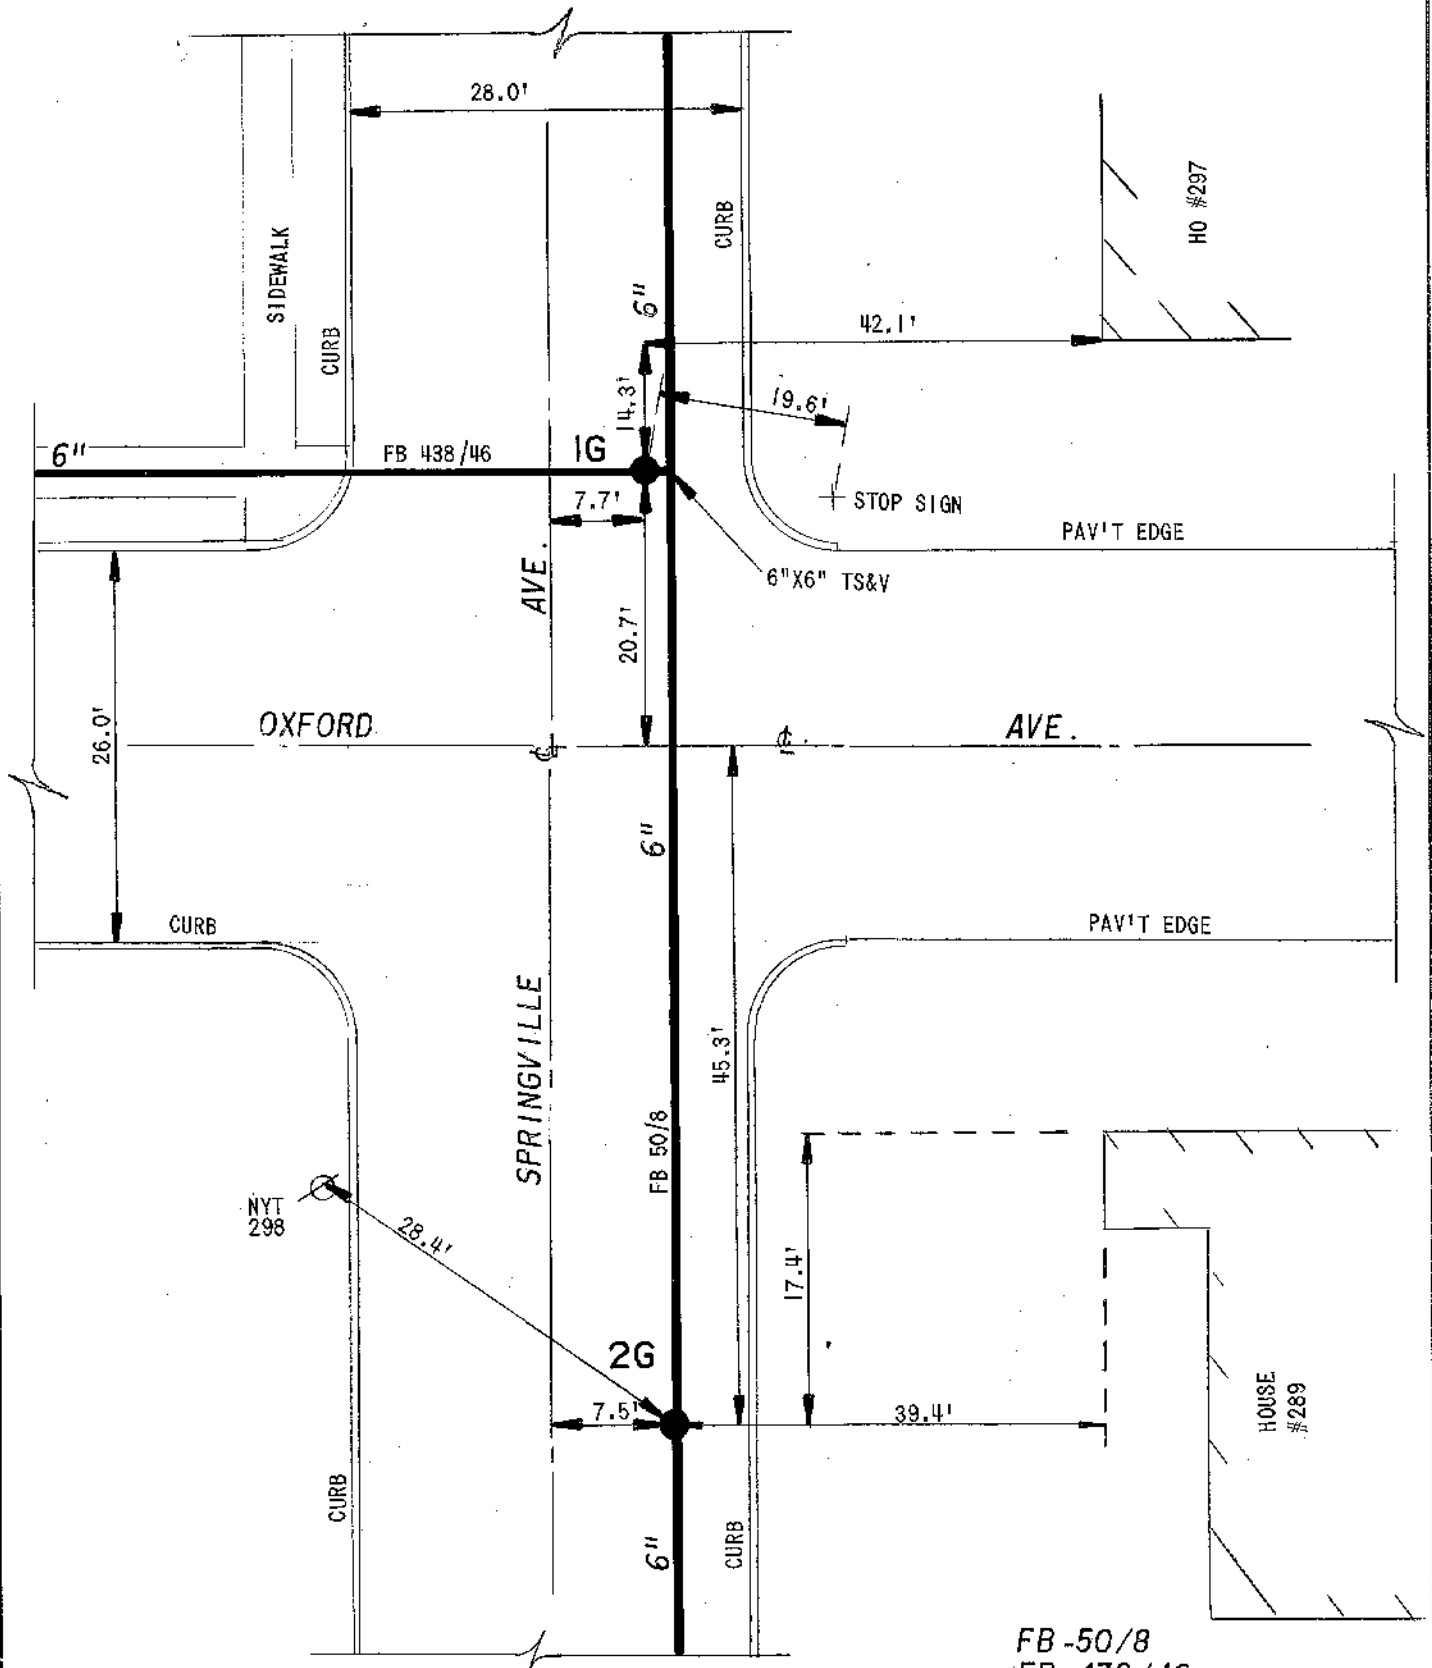 28.0'
HO #297
SIDEWALK
CURB
CURB
6"
42.1'
14.3'
19.6'
6"
FB 438/46
1G
7.7'
STOP SIGN
PAV'T EDGE
6"X6" TS&V
AVE.
20.7'
26.0'
OXFORD
AVE.
℄
℄
6"
CURB
PAV'T EDGE
SPRINGVILLE
45.3'
FB 50/8
NYT
298
28.4'
17.4'
2G
7.5'
39.4'
HOUSE
#289
CURB
6"
CURB
FB-50/8